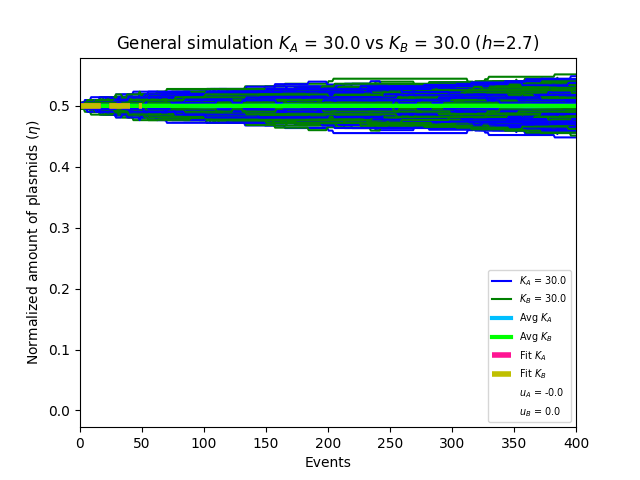 General simulation K_A = 30.0 vs K_B = 30.0 (h=2.7)
Normalized amount of plasmids (η)
0.5
0.4
0.3
0.2
0.1
0.0
K_A = 30.0
K_B = 30.0
Avg K_A
Avg K_B
Fit K_A
Fit K_B
u_A = -0.0
u_B = 0.0
0 50 100 150 200 250 300 350 400
Events